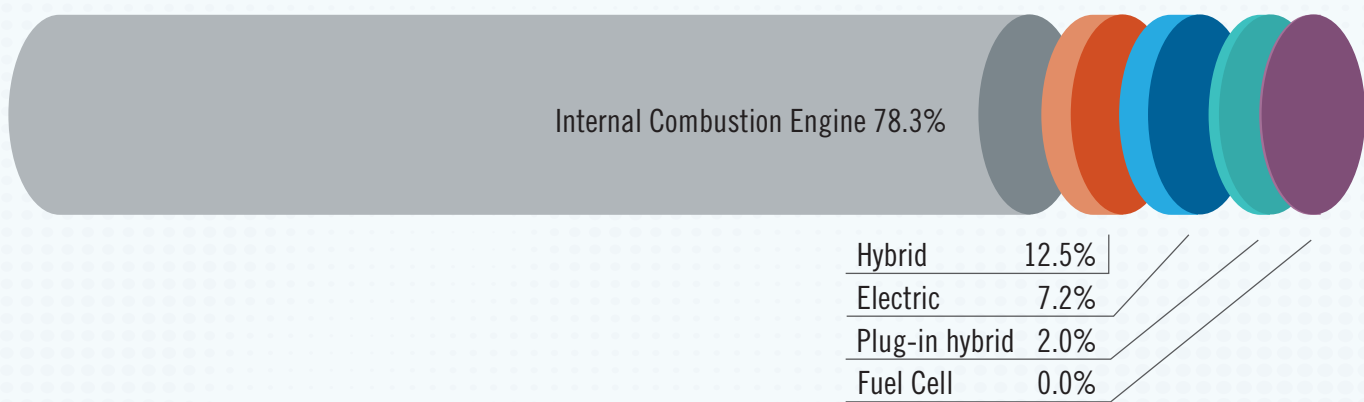 Internal Combustion Engine 78.3%
Hybrid 12.5%
Electric 7.2%
Plug-in hybrid 2.0%
Fuel Cell 0.0%